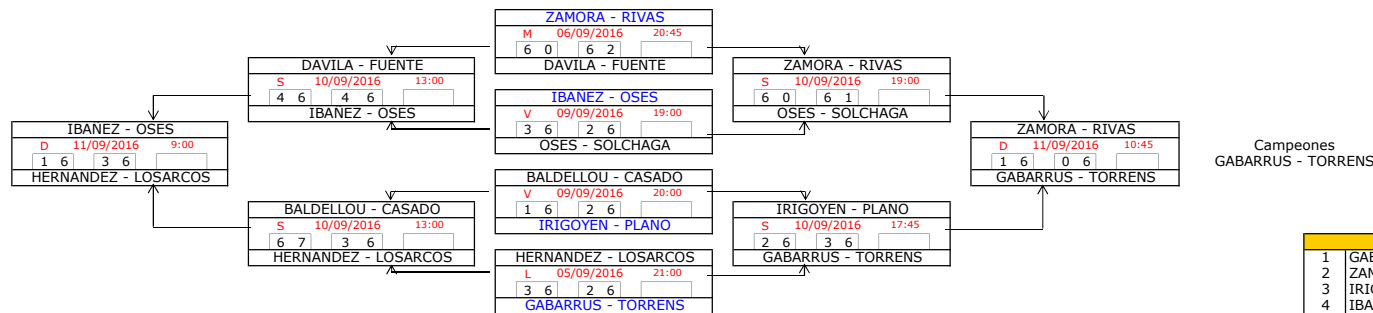 ZAMORA - RIVAS
M 06/09/2016 20:45
6 0 6 2
DAVILA - FUENTE
DAVILA - FUENTE
S 10/09/2016 13:00
4 6 4 6
IBAÑEZ - OSES
IBAÑEZ - OSES
V 09/09/2016 19:00
3 6 2 6
OSES - SOLCHAGA
ZAMORA - RIVAS
S 10/09/2016 19:00
6 0 6 1
OSES - SOLCHAGA
IBAÑEZ - OSES
D 11/09/2016 9:00
1 6 3 6
HERNANDEZ - LOSARCOS
ZAMORA - RIVAS
D 11/09/2016 10:45
1 6 0 6
GABARRUS - TORRENS
Campeones
GABARRUS - TORRENS
BALDELLOU - CASADO
V 09/09/2016 20:00
1 6 2 6
IRIGOYEN - PLANO
BALDELLOU - CASADO
S 10/09/2016 13:00
6 7 3 6
HERNANDEZ - LOSARCOS
IRIGOYEN - PLANO
S 10/09/2016 17:45
2 6 3 6
GABARRUS - TORRENS
HERNANDEZ - LOSARCOS
L 05/09/2016 21:00
3 6 2 6
GABARRUS - TORRENS
1
2
3
4